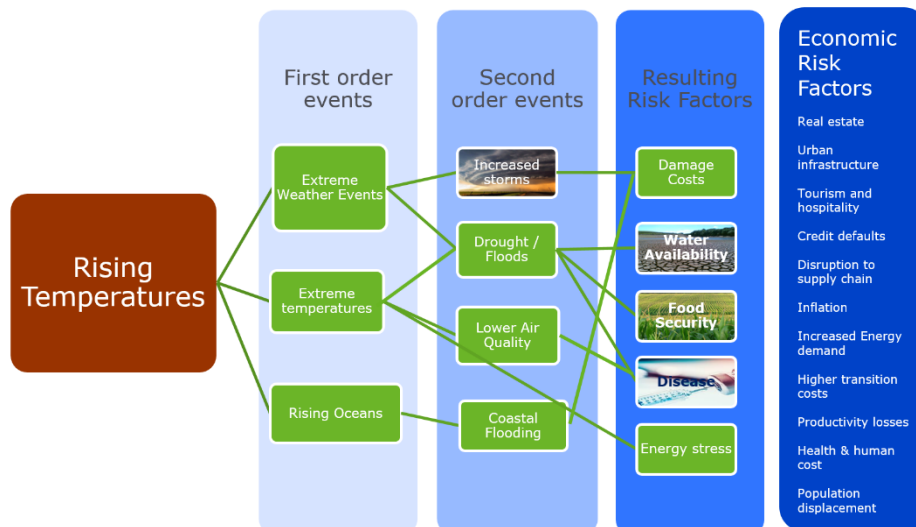 Rising
Temperatures
First order
events
Extreme
Weather Events
Extreme
temperatures
Rising Oceans
Second
order events
Increased
storms
Drought /
Floods
Lower Air
Quality
Coastal
Flooding
Resulting
Risk Factors
Damage
Costs
Water
Availability
Food
Security
Disease
Energy stress
Economic
Risk
Factors
Real estate
Urban
infrastructure
Tourism and
hospitality
Credit defaults
Disruption to
supply chain
Inflation
Increased Energy
demand
Higher transition
costs
Productivity losses
Health & human
cost
Population
displacement